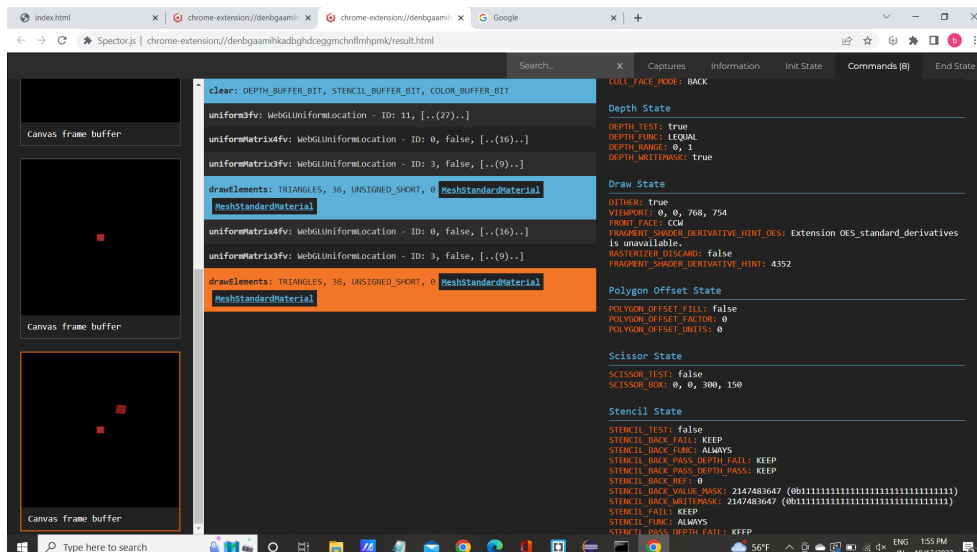 index.html
chrome-extension://denbgaamih
chrome-extension://denbgaamih
Google
Spector.js | chrome-extension://denbgaamihkadbghdceggmchnflmhpmk/result.html
b
Search...
X
Captures
Information
Init State
Commands (8)
End State
Canvas frame buffer
Canvas frame buffer
Canvas frame buffer
clear: DEPTH_BUFFER_BIT, STENCIL_BUFFER_BIT, COLOR_BUFFER_BIT
uniform3fv: WebGLUniformLocation - ID: 11, [..(27)..]
uniformMatrix4fv: WebGLUniformLocation - ID: 0, false, [..(16)..]
uniformMatrix3fv: WebGLUniformLocation - ID: 3, false, [..(9)..]
drawElements: TRIANGLES, 36, UNSIGNED_SHORT, 0 MeshStandardMaterial
MeshStandardMaterial
uniformMatrix4fv: WebGLUniformLocation - ID: 0, false, [..(16)..]
uniformMatrix3fv: WebGLUniformLocation - ID: 3, false, [..(9)..]
drawElements: TRIANGLES, 36, UNSIGNED_SHORT, 0 MeshStandardMaterial
MeshStandardMaterial
CULL_FACE_MODE: BACK
Depth State
DEPTH_TEST: true
DEPTH_FUNC: LEQUAL
DEPTH_RANGE: 0, 1
DEPTH_WRITEMASK: true
Draw State
DITHER: true
VIEWPORT: 0, 0, 768, 754
FRONT_FACE: CCW
FRAGMENT_SHADER_DERIVATIVE_HINT_OES: Extension OES_standard_derivatives
is unavailable.
RASTERIZER_DISCARD: false
FRAGMENT_SHADER_DERIVATIVE_HINT: 4352
Polygon Offset State
POLYGON_OFFSET_FILL: false
POLYGON_OFFSET_FACTOR: 0
POLYGON_OFFSET_UNITS: 0
Scissor State
SCISSOR_TEST: false
SCISSOR_BOX: 0, 0, 300, 150
Stencil State
STENCIL_TEST: false
STENCIL_BACK_FAIL: KEEP
STENCIL_BACK_FUNC: ALWAYS
STENCIL_BACK_PASS_DEPTH_FAIL: KEEP
STENCIL_BACK_PASS_DEPTH_PASS: KEEP
STENCIL_BACK_REF: 0
STENCIL_BACK_VALUE_MASK: 2147483647 (0b1111111111111111111111111111111)
STENCIL_BACK_WRITEMASK: 2147483647 (0b1111111111111111111111111111111)
STENCIL_FAIL: KEEP
STENCIL_FUNC: ALWAYS
STENCIL_PASS_DEPTH_FAIL: KEEP
Type here to search
56°F
ENG
1:55 PM